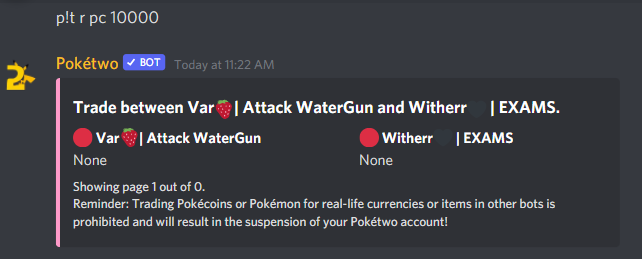 p!t r pc 10000
Pokétwo ✓ BOT Today at 11:22 AM
Trade between Var🍓| Attack WaterGun and Witherr🖤 | EXAMS.
🔴 Var🍓| Attack WaterGun
None
🔴 Witherr🖤 | EXAMS
None
Showing page 1 out of 0.
Reminder: Trading Pokécoins or Pokémon for real-life currencies or items in other bots is
prohibited and will result in the suspension of your Pokétwo account!